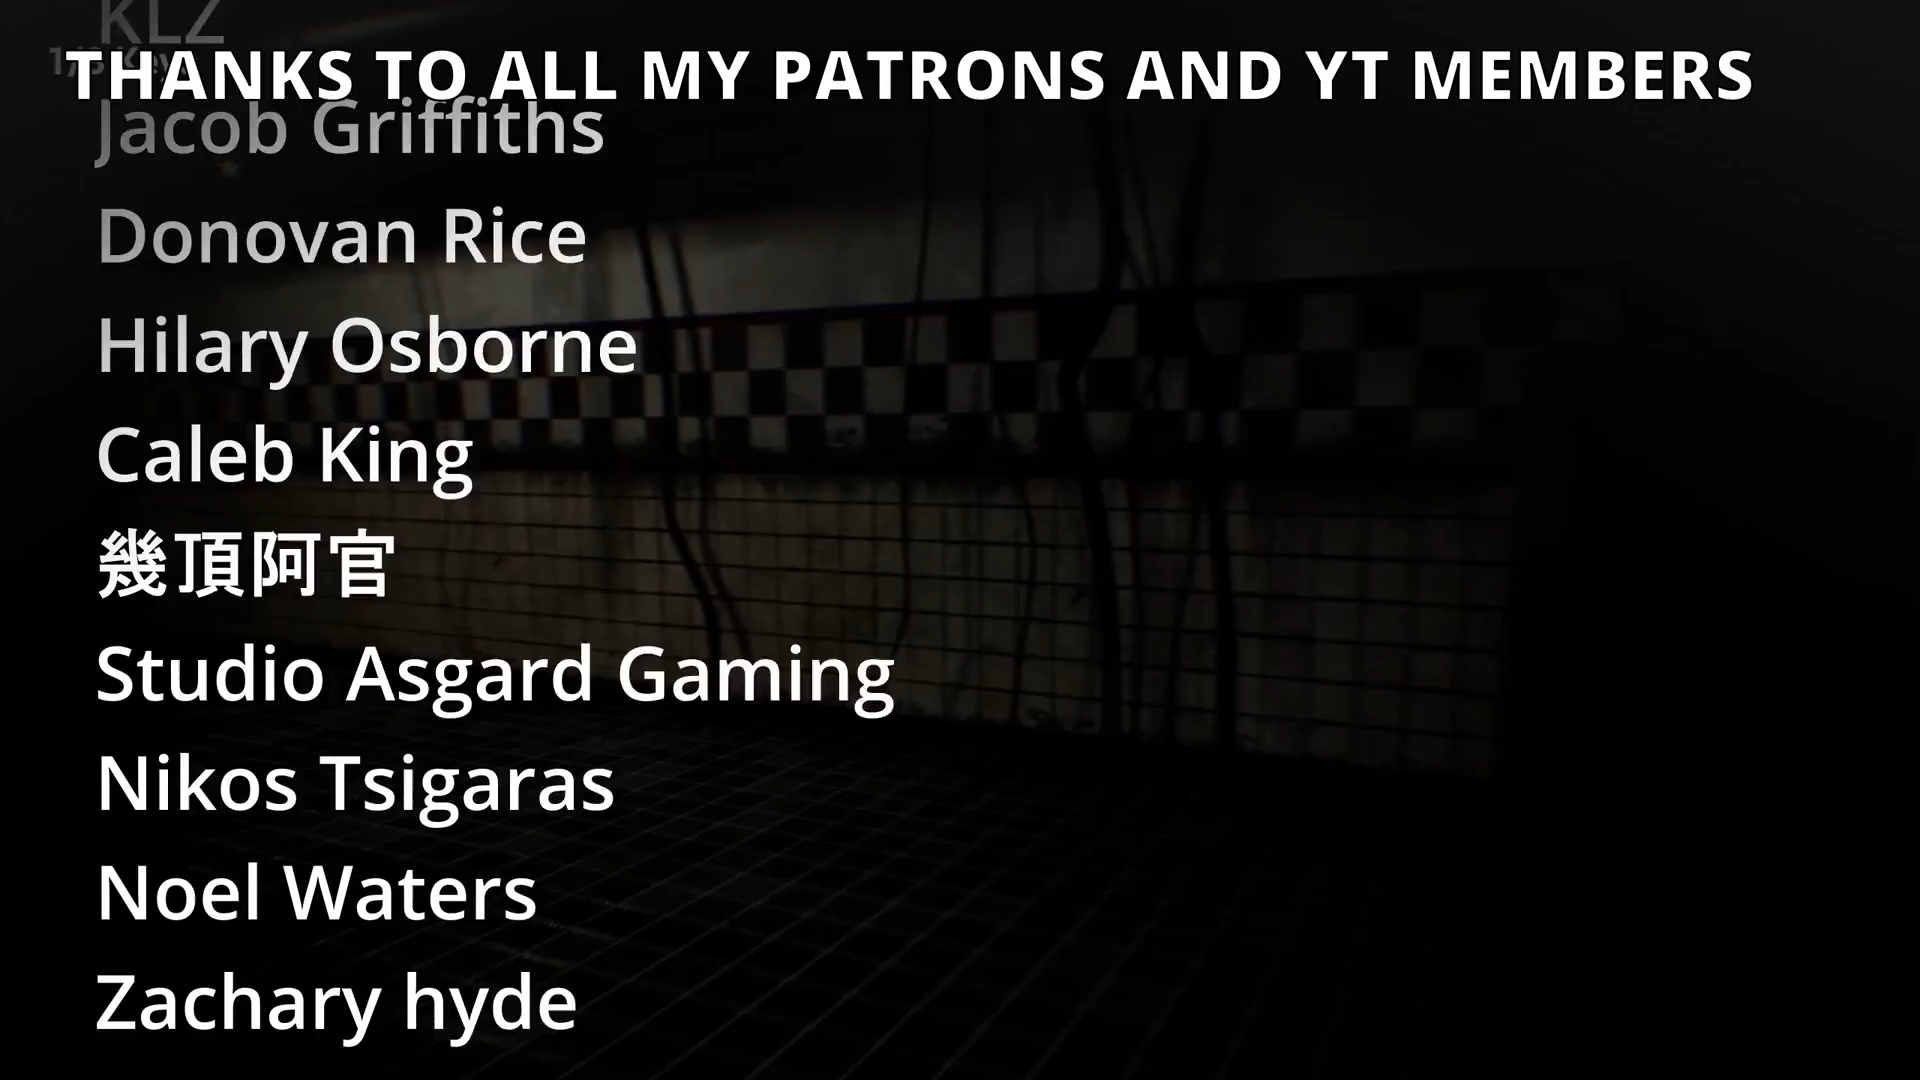 KLZ
THANKS TO ALL MY PATRONS AND YT MEMBERS
Jacob Griffiths
Donovan Rice
Hilary Osborne
Caleb King
幾頂阿官
Studio Asgard Gaming
Nikos Tsigaras
Noel Waters
Zachary hyde